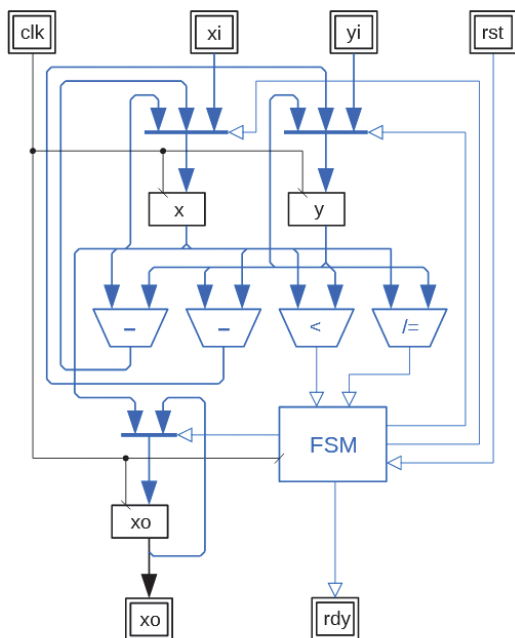 clk
xi
yi
rst
x
y
–
–
<
/=
FSM
xo
xo
rdy